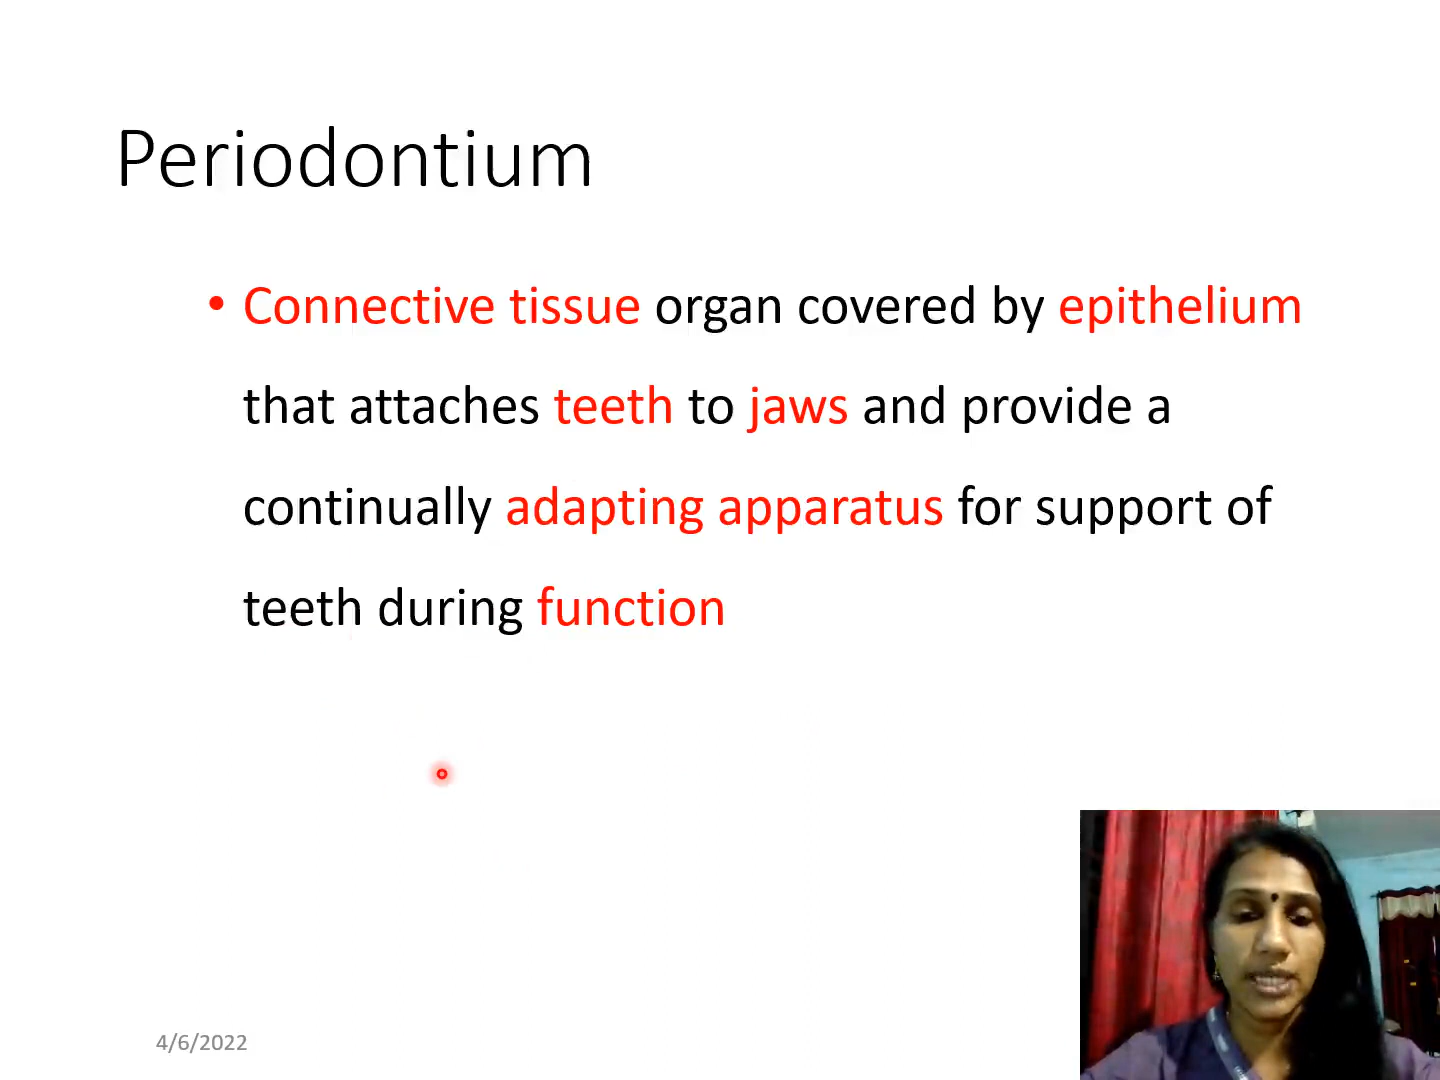 Periodontium
• Connective tissue organ covered by epithelium
that attaches teeth to jaws and provide a
continually adapting apparatus for support of
teeth during function
4/6/2022